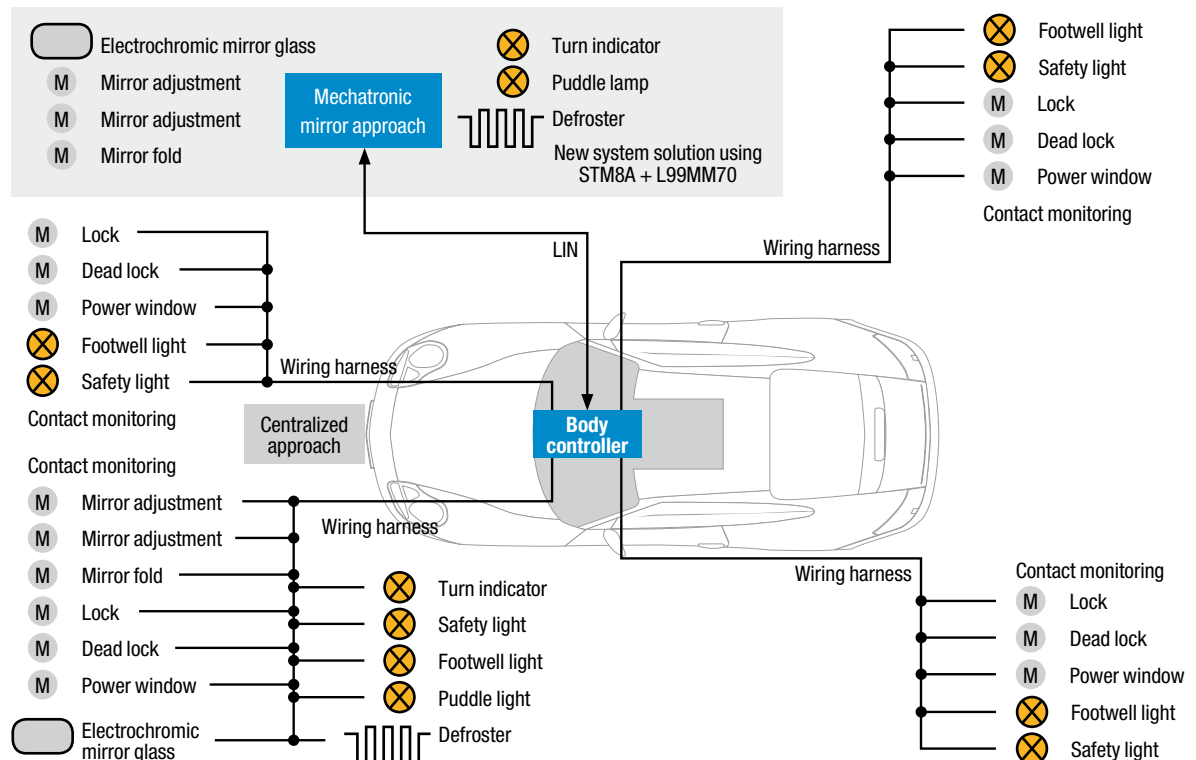 Electrochromic mirror glass
M Mirror adjustment
M Mirror adjustment
M Mirror fold
Mechatronic
mirror approach
Turn indicator
Puddle lamp
Defroster
New system solution using
STM8A + L99MM70
Footwell light
Safety light
M Lock
M Dead lock
M Power window
Contact monitoring
Wiring harness
LIN
M Lock
M Dead lock
M Power window
Footwell light
Safety light
Wiring harness
Contact monitoring
Centralized
approach
Body
controller
Contact monitoring
M Mirror adjustment
Wiring harness
M Mirror adjustment
M Mirror fold
M Lock
M Dead lock
M Power window
Electrochromic
mirror glass
Turn indicator
Safety light
Footwell light
Puddle light
Defroster
Wiring harness
Contact monitoring
M Lock
M Dead lock
M Power window
Footwell light
Safety light